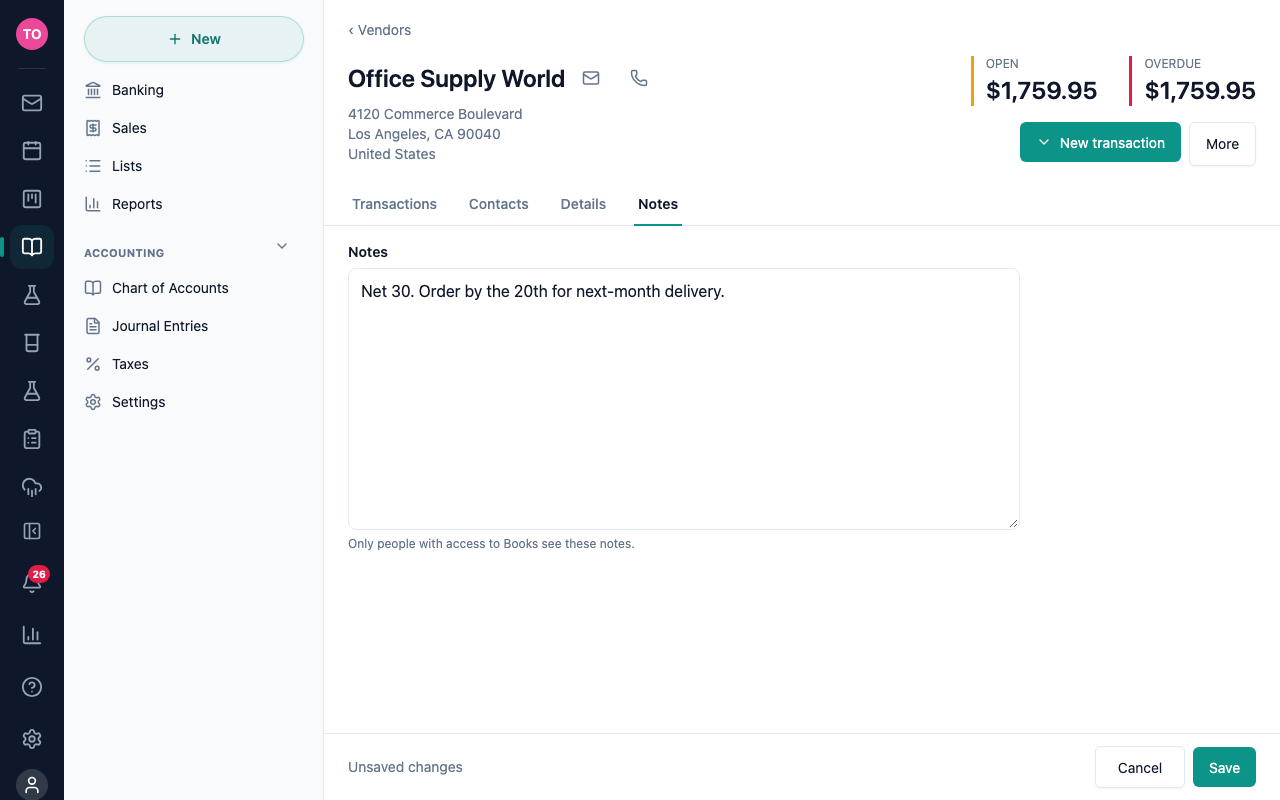 TO
26
New
Banking
Sales
Lists
Reports
ACCOUNTING
Chart of Accounts
Journal Entries
Taxes
Settings
‹ Vendors
Office Supply World
4120 Commerce Boulevard
Los Angeles, CA 90040
United States
OPEN
$1,759.95
OVERDUE
$1,759.95
New transaction
More
Transactions
Contacts
Details
Notes
Notes
Net 30. Order by the 20th for next-month delivery.
Only people with access to Books see these notes.
Unsaved changes
Cancel
Save